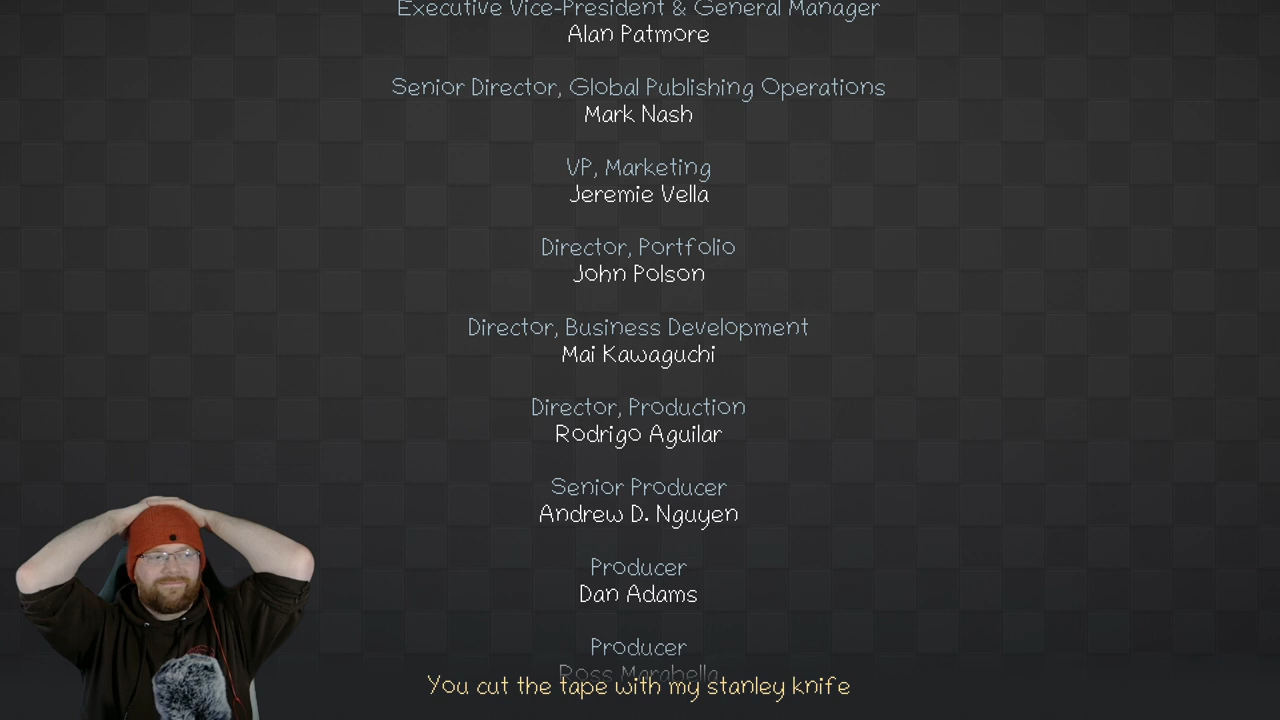 Executive Vice-President & General Manager
Alan Patmore
Senior Director, Global Publishing Operations
Mark Nash
VP, Marketing
Jeremie Vella
Director, Portfolio
John Polson
Director, Business Development
Mai Kawaguchi
Director, Production
Rodrigo Aguilar
Senior Producer
Andrew D. Nguyen
Producer
Dan Adams
Producer
Ross Marabella
You cut the tape with my stanley knife